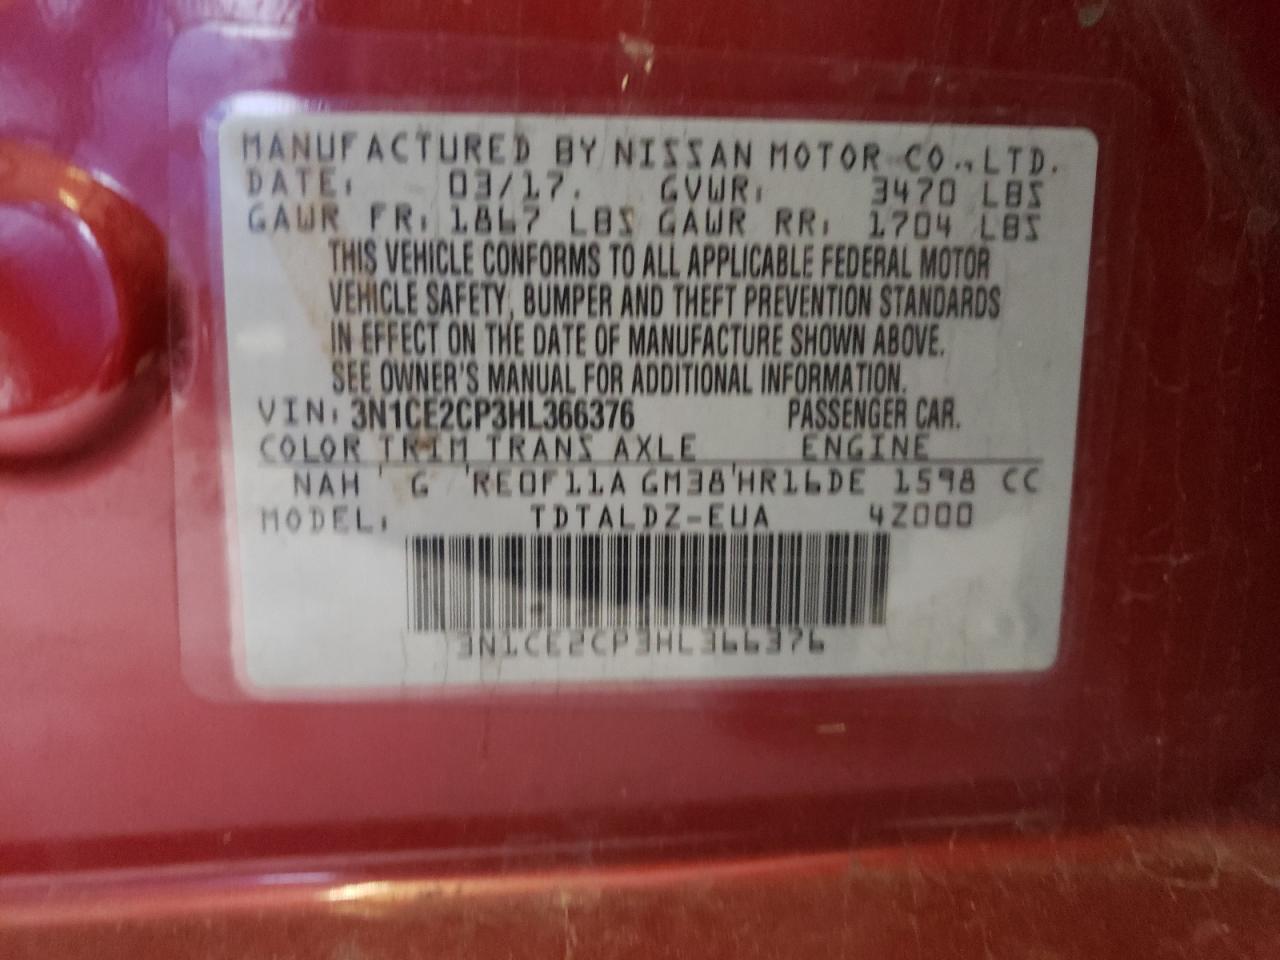 MANUFACTURED BY NISSAN MOTOR CO., LTD.
DATE: 03/17. GVWR: 3470 LBS
GAWR FR: 1867 LBS GAWR RR: 1704 LBS
THIS VEHICLE CONFORMS TO ALL APPLICABLE FEDERAL MOTOR
VEHICLE SAFETY, BUMPER AND THEFT PREVENTION STANDARDS
IN EFFECT ON THE DATE OF MANUFACTURE SHOWN ABOVE.
SEE OWNER'S MANUAL FOR ADDITIONAL INFORMATION.
VIN: 3N1CE2CP3HL366376 PASSENGER CAR.
COLOR TRIM TRANS AXLE ENGINE
NAH ' G 'RE0F11A GM38'HR16DE 1598 CC
MODEL: TDTALDZ-EUA 4Z000
3N1CE2CP3HL366376